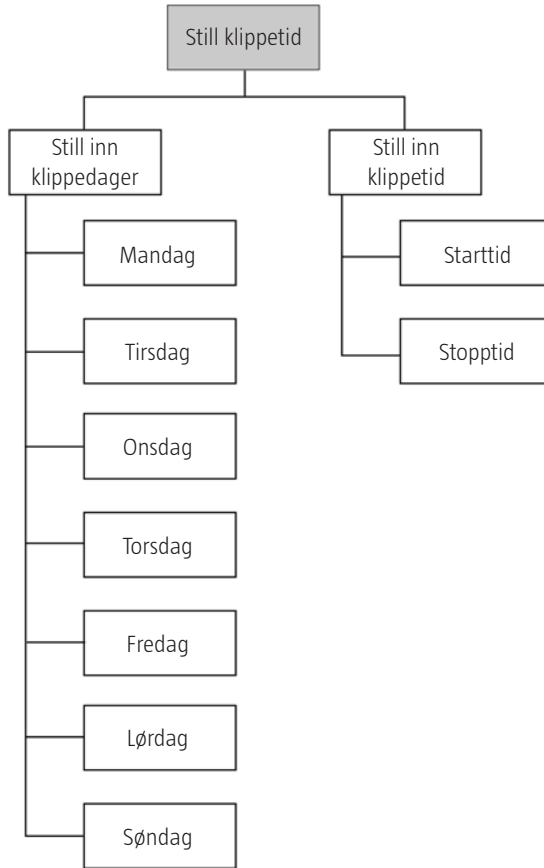 Still klippetid
Still inn
klippedager
Mandag
Tirsdag
Onsdag
Torsdag
Fredag
Lørdag
Søndag
Still inn
klippetid
Starttid
Stopptid